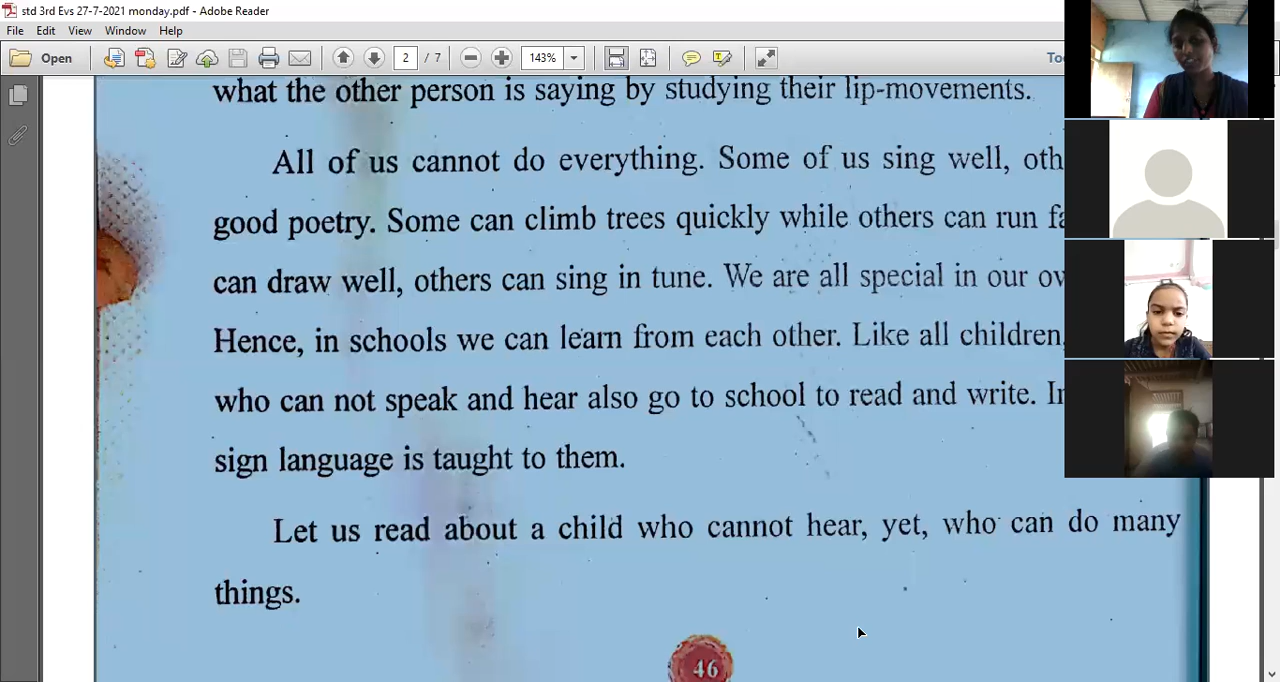 std 3rd Evs 27-7-2021 monday.pdf - Adobe Reader
File Edit View Window Help
Open 2 / 7 143%
what the other person is saying by studying their lip-movements.
All of us cannot do everything. Some of us sing well,
good poetry. Some can climb trees quickly while others can run
can draw well, others can sing in tune. We are all special in our
Hence, in schools we can learn from each other. Like all children,
who can not speak and hear also go to school to read and write.
sign language is taught to them.
Let us read about a child who cannot hear, yet, who can do many
things.
46